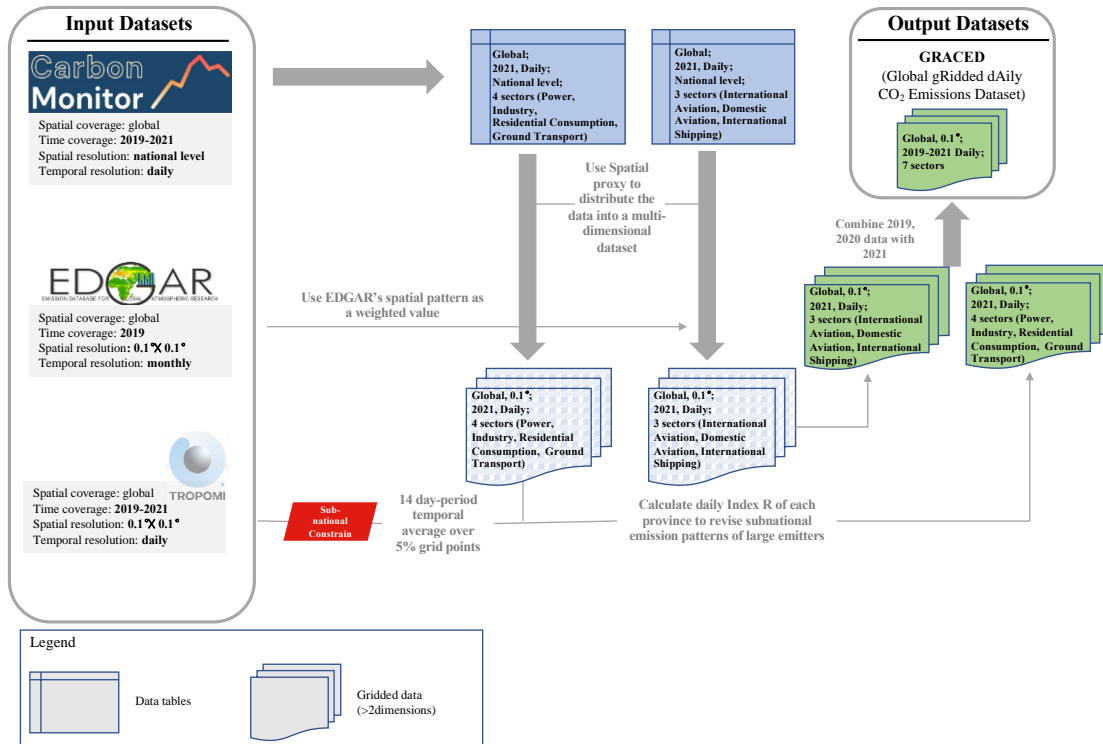 Input Datasets
Carbon
Monitor
Spatial coverage: global
Time coverage: 2019-2021
Spatial resolution: national level
Temporal resolution: daily
EDGAR
EMISSION DATABASE FOR GLOBAL ATMOSPHERIC RESEARCH
Spatial coverage: global
Time coverage: 2019
Spatial resolution: 0.1°X 0.1°
Temporal resolution: monthly
TROPOMI
Spatial coverage: global
Time coverage: 2019-2021
Spatial resolution: 0.1°X 0.1°
Temporal resolution: daily
Global;
2021, Daily;
National level;
4 sectors (Power,
Industry,
Residential Consumption,
Ground Transport)
Global;
2021, Daily;
National level;
3 sectors (International
Aviation, Domestic
Aviation, International
Shipping)
Use Spatial
proxy to
distribute the
data into a multi-
dimensional
dataset
Use EDGAR's spatial pattern as
a weighted value
Global, 0.1°;
2021, Daily;
4 sectors (Power,
Industry, Residential
Consumption, Ground
Transport)
Global, 0.1°;
2021, Daily;
3 sectors (International
Aviation, Domestic
Aviation, International
Shipping)
Sub-
national
Constrain
14 day-period
temporal
average over
5% grid points
Calculate daily Index R of each
province to revise subnational
emission patterns of large emitters
Output Datasets
GRACED
(Global gRidded dAily
CO₂ Emissions Dataset)
Global, 0.1°;
2019-2021 Daily;
7 sectors
Combine 2019,
2020 data with
2021
Global, 0.1°;
2021, Daily;
3 sectors (International
Aviation, Domestic
Aviation, International
Shipping)
Global, 0.1°;
2021, Daily;
4 sectors (Power,
Industry, Residential
Consumption, Ground
Transport)
Legend
Data tables
Gridded data
(>2dimensions)